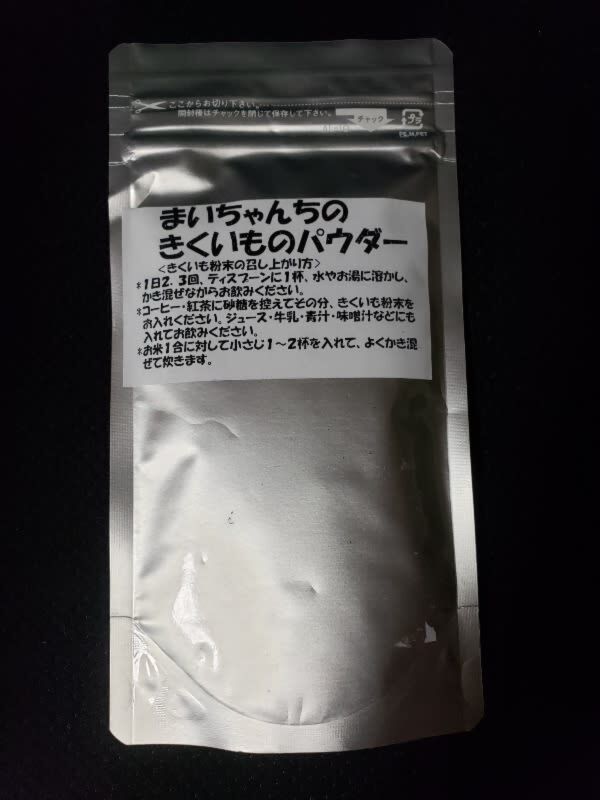 ここからお切り下さい。
開封後はチャックを閉じて保存して下さい。
チャック
プラ
PE,M,PET
まいちゃんちの
きくいものパウダー
<きくいも粉末の召し上がり方>
*1日2.3回、ティスプーンに1杯、水やお湯に溶かし、
かき混ぜながらお飲みください。
*コーヒー・紅茶に砂糖を控えてその分、きくいも粉末を
お入れください。ジュース・牛乳・青汁・味噌汁などにも
入れてお飲みください。
*お米1合に対して小さじ1～2杯を入れて、よくかき混
ぜて炊きます。